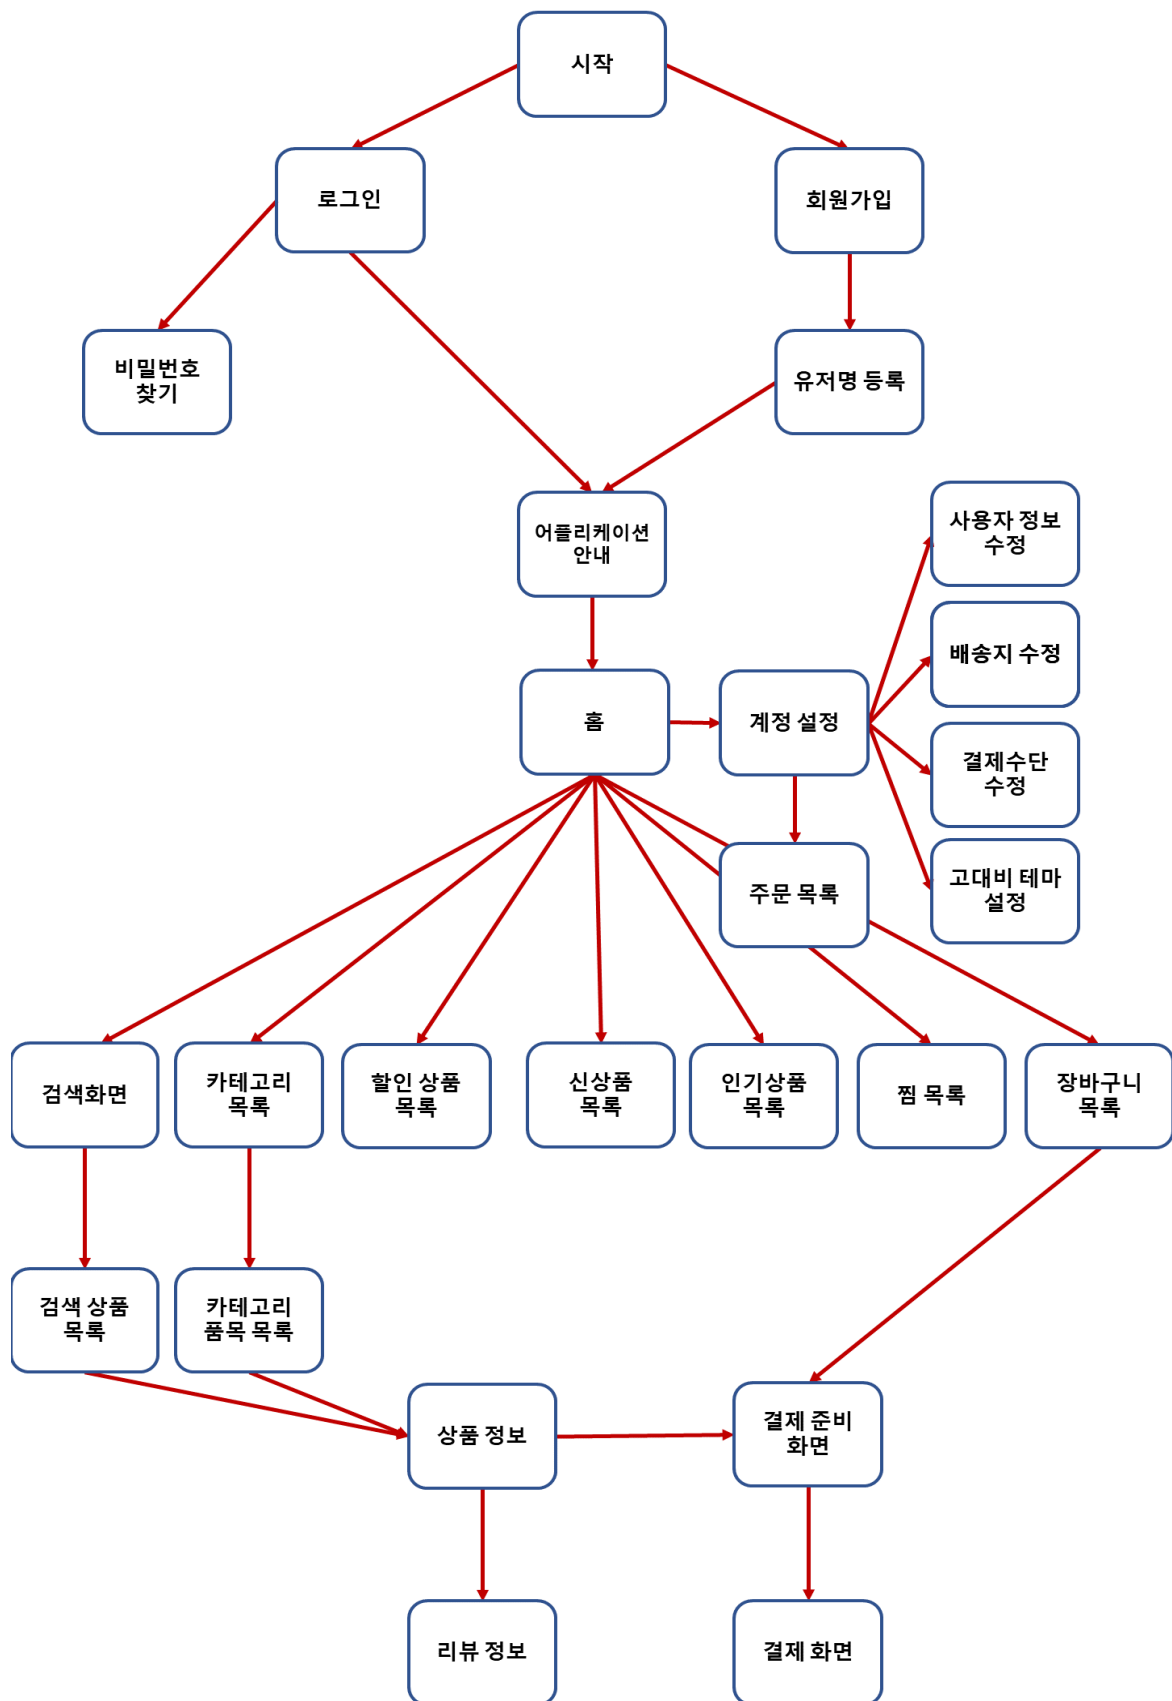 시작
로그인
회원가입
비밀번호
찾기
유저명 등록
어플리케이션
안내
사용자 정보
수정
배송지 수정
홈
계정 설정
결제수단
수정
주문 목록
고대비 테마
설정
검색화면
카테고리
목록
할인 상품
목록
신상품
목록
인기상품
목록
찜 목록
장바구니
목록
검색 상품
목록
카테고리
품목 목록
상품 정보
결제 준비
화면
리뷰 정보
결제 화면